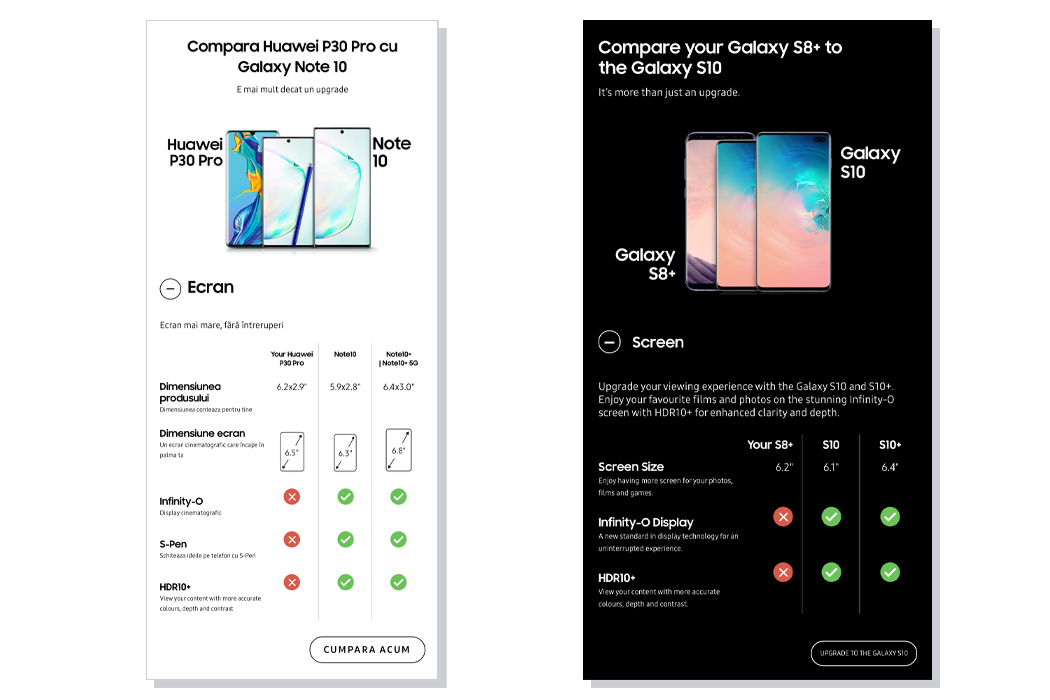 Compara Huawei P30 Pro cu
Galaxy Note 10
E mai mult decat un upgrade
Huawei
P30 Pro
Note
10
Ecran
Ecran mai mare, fără întreruperi
Your Huawei
P30 Pro
Note10
Note10+
| Note10+ 5G
Dimensiunea
produsului
Dimensiunea conteaza pentru tine
6.2x2.9"
5.9x2.8"
6.4x3.0"
Dimensiune ecran
Un ecran cinematografic care încape în
palma ta
6.5"
6.3"
6.8"
Infinity-O
Display cinematografic
S-Pen
Schiteaza ideile pe telefon cu S-Pen
HDR10+
View your content with more accurate
colours, depth and contrast
CUMPARA ACUM
Compare your Galaxy S8+ to
the Galaxy S10
It's more than just an upgrade.
Galaxy
S10
Galaxy
S8+
Screen
Upgrade your viewing experience with the Galaxy S10 and S10+.
Enjoy your favourite films and photos on the stunning Infinity-O
screen with HDR10+ for enhanced clarity and depth.
Your S8+
S10
S10+
Screen Size
6.2"
6.1"
6.4"
Enjoy having more screen for your photos,
films and games.
Infinity-O Display
A new standard in display technology for an
uninterrupted experience.
HDR10+
View your content with more accurate
colours, depth and contrast.
UPGRADE TO THE GALAXY S10